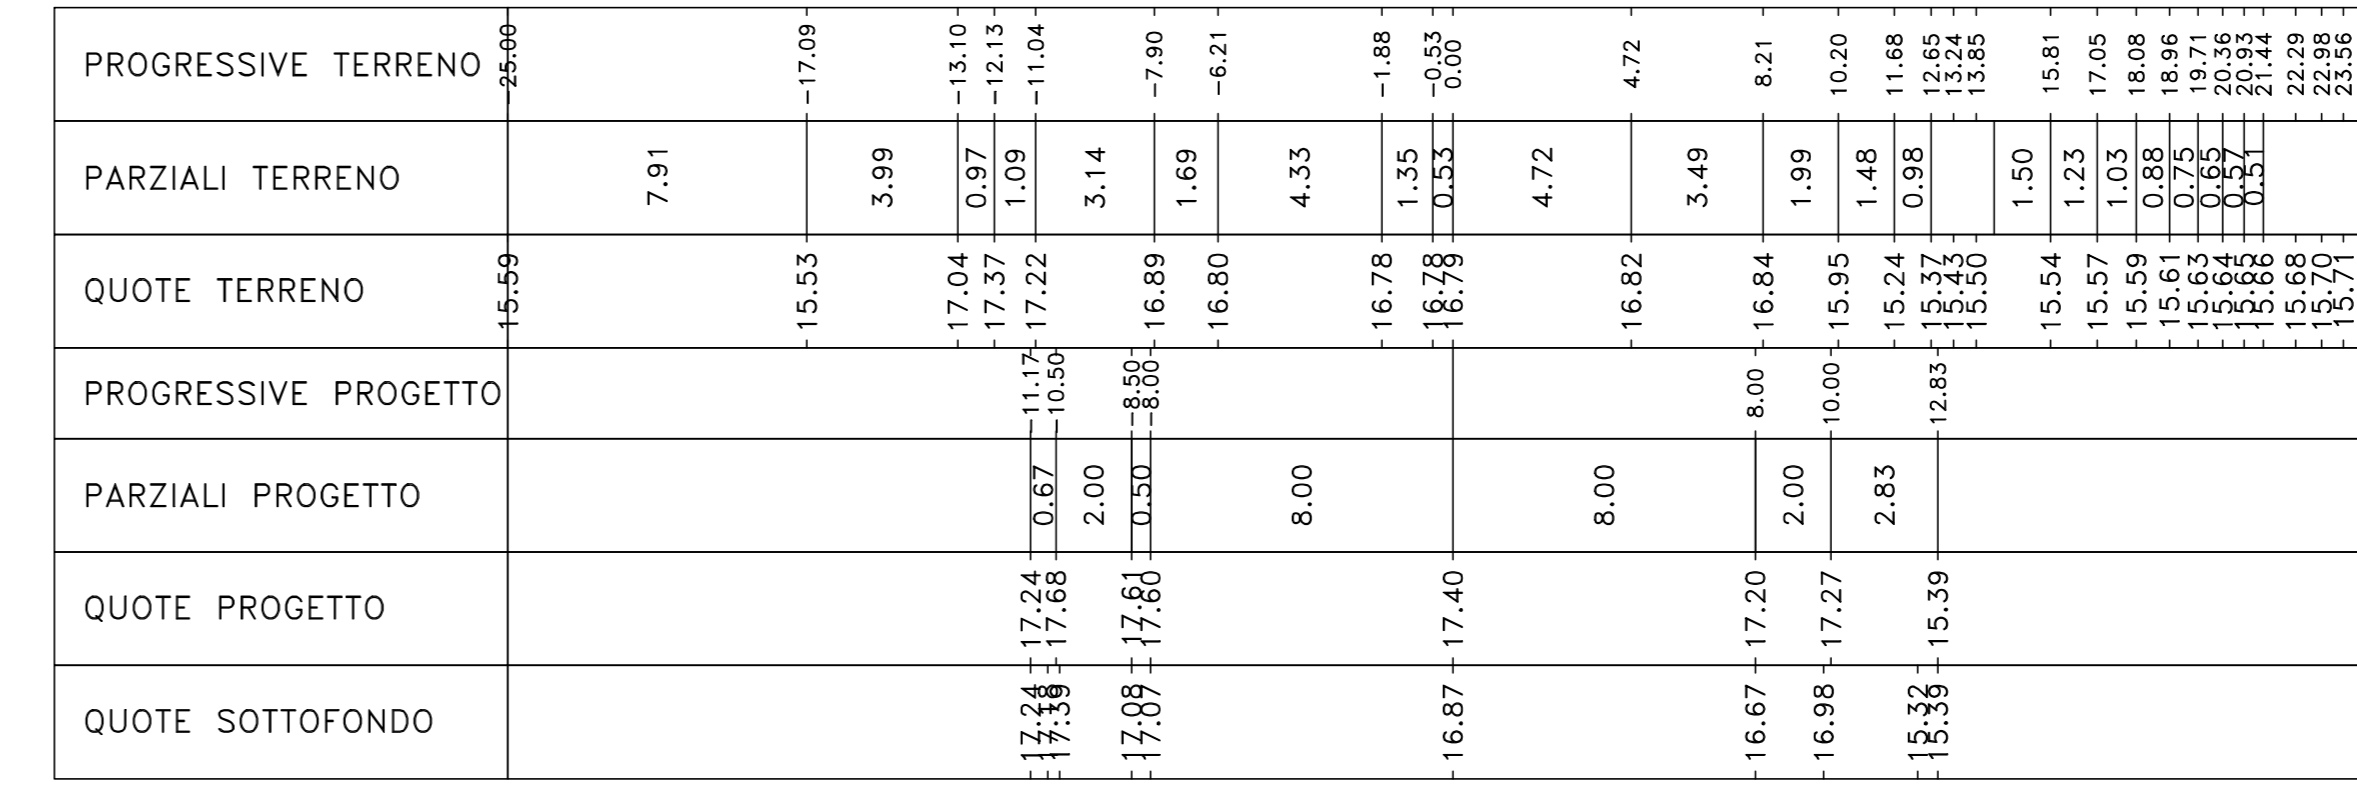 PROGRESSIVE TERRENO -25.00 -17.09 -13.10 -12.13 -11.04 -7.90 -6.21 -1.88 -0.53 0.00 4.72 8.21 10.20 11.68 12.65 13.24 13.85 15.81 17.05 18.08 18.96 19.71 20.36 20.93 21.44 22.29 22.98 23.56
PARZIALI TERRENO 7.91 3.99 0.97 1.09 3.14 1.69 4.33 1.35 0.53 4.72 3.49 1.99 1.48 0.98 1.50 1.23 1.03 0.88 0.75 0.65 0.57 0.51
QUOTE TERRENO 15.59 15.53 17.04 17.37 17.22 16.89 16.80 16.78 16.78 16.79 16.82 16.84 15.95 15.24 15.37 15.43 15.50 15.54 15.57 15.59 15.61 15.63 15.64 15.65 15.66 15.68 15.70 15.71
PROGRESSIVE PROGETTO -11.17 -10.50 -8.50 -8.00 8.00 10.00 12.83
PARZIALI PROGETTO 0.67 2.00 0.50 8.00 8.00 2.00 2.83
QUOTE PROGETTO 17.24 17.68 17.61 17.60 17.40 17.20 17.27 15.39
QUOTE SOTTOFONDO 17.24 17.39 17.08 17.07 16.87 16.67 16.98 15.32 15.39